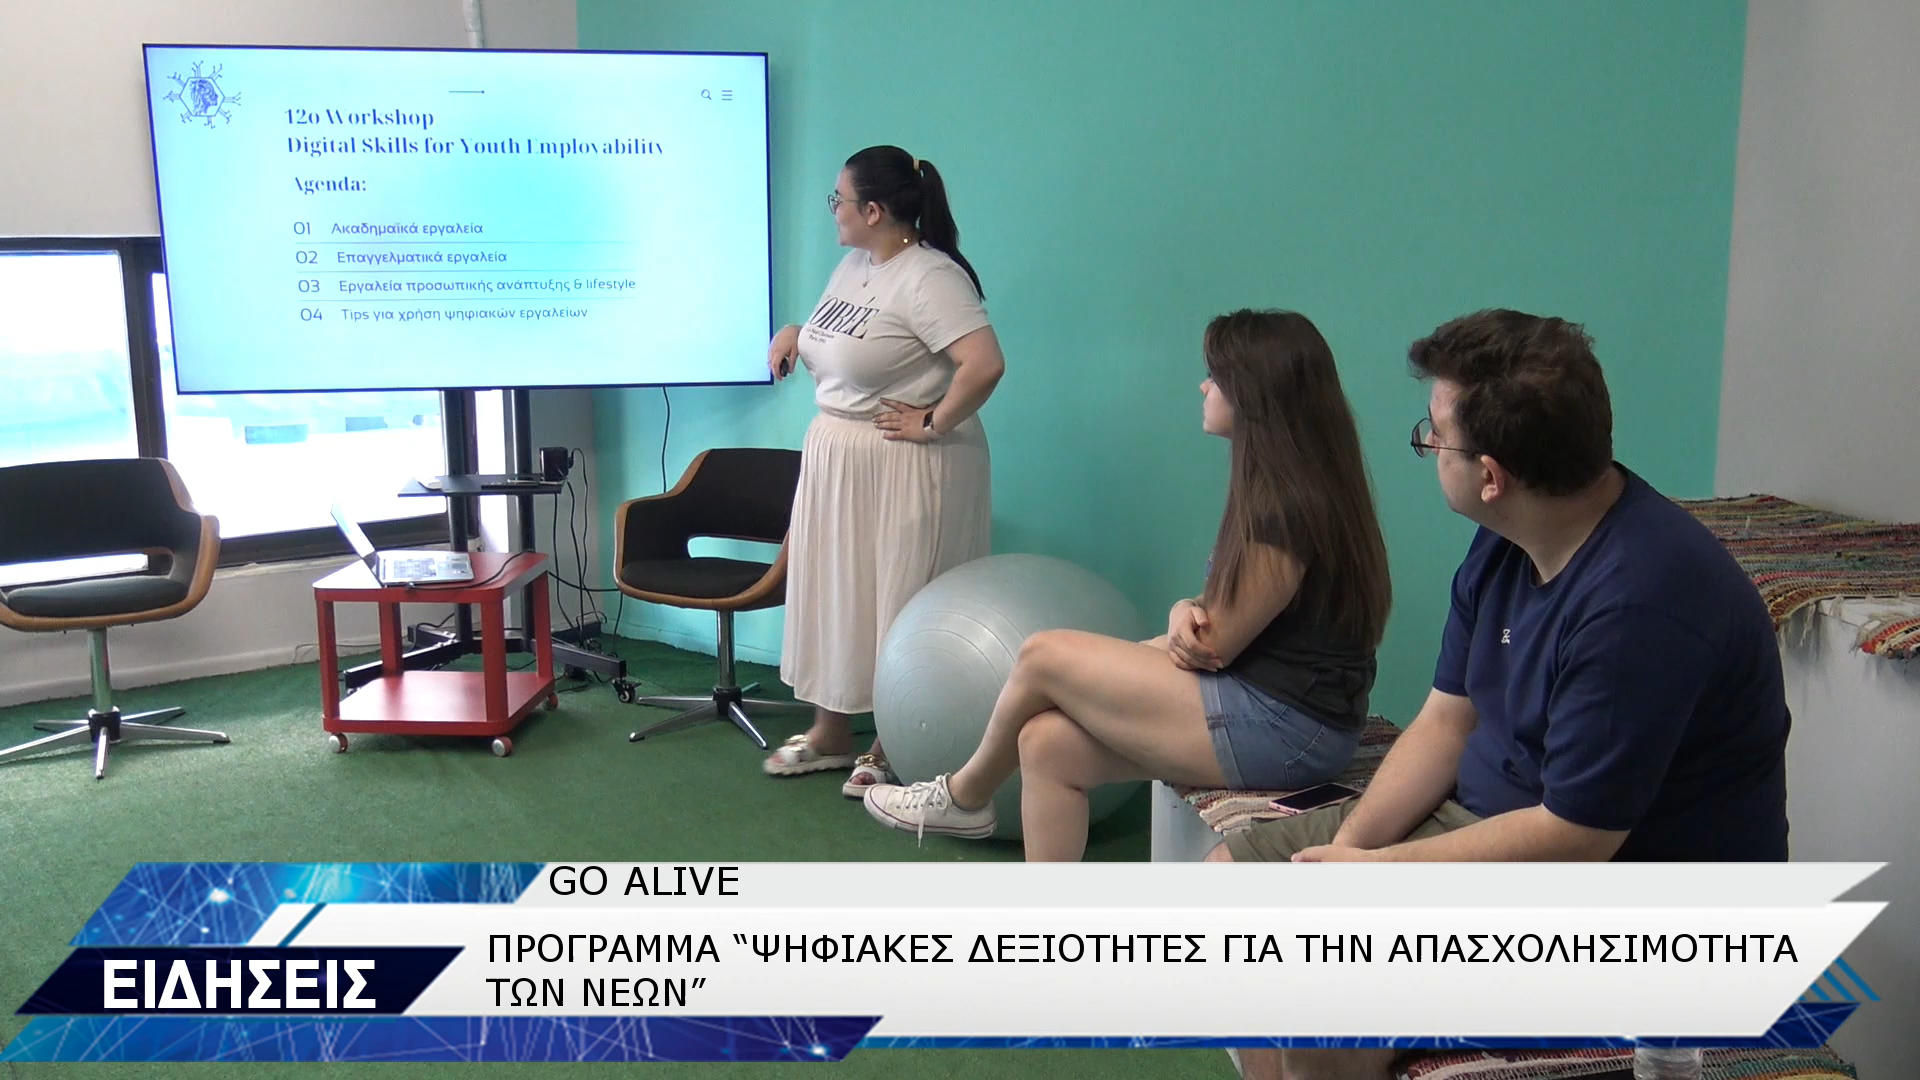 12o Workshop
Digital Skills for Youth Employability
Agenda:
01 Ακαδημαϊκά εργαλεία
02 Επαγγελματικά εργαλεία
03 Εργαλεία προσωπικής ανάπτυξης & lifestyle
04 Tips για χρήση ψηφιακών εργαλείων
OIRÉE
GO ALIVE
ΠΡΟΓΡΑΜΜΑ “ΨΗΦΙΑΚΕΣ ΔΕΞΙΟΤΗΤΕΣ ΓΙΑ ΤΗΝ ΑΠΑΣΧΟΛΗΣΙΜΟΤΗΤΑ
ΤΩΝ ΝΕΩΝ”
ΕΙΔΗΣΕΙΣ